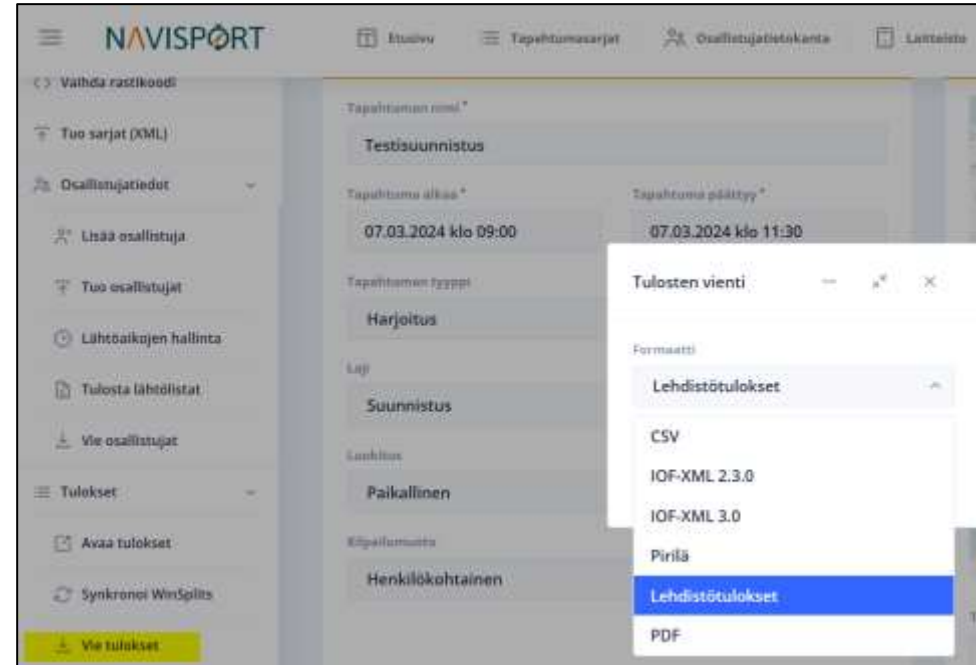 NAVISPORT
Etusivu
Tapahtumasarjat
Osallistujatietokanta
Laitteisto
Vaihda rastikoodi
Tuo sarjat (XML)
Osallistujatiedot
Lisää osallistuja
Tuo osallistujat
Lähtöaikojen hallinta
Tulosta lähtölistat
Vie osallistujat
Tulokset
Avaa tulokset
Synkronoi WinSplits
Vie tulokset
Tapahtuman nimi *
Testisuunnistus
Tapahtuma alkaa *
Tapahtuma päättyy *
07.03.2024 klo 09:00
07.03.2024 klo 11:30
Tapahtuman tyyppi
Harjoitus
Laji
Suunnistus
Luokitus
Paikallinen
Kilpailumuoto
Henkilökohtainen
Tulosten vienti
Formaatti
Lehdistötulokset
CSV
IOF-XML 2.3.0
IOF-XML 3.0
Pirilä
Lehdistötulokset
PDF